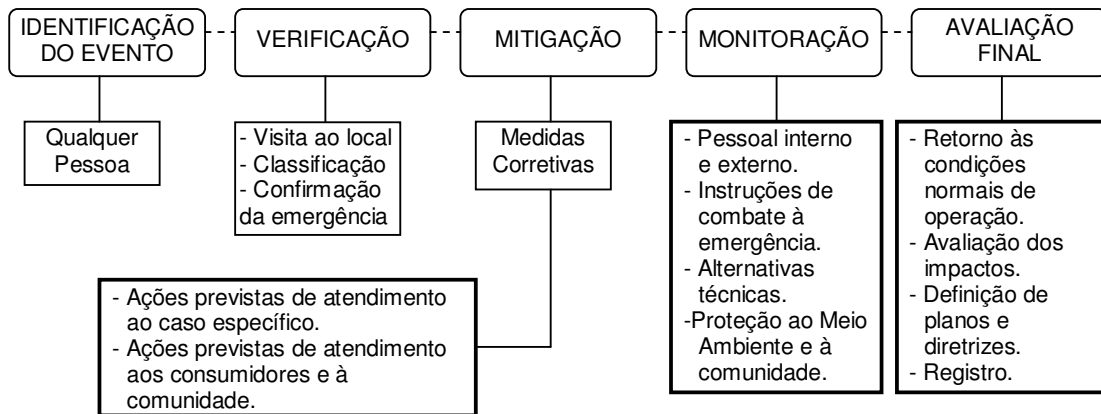 IDENTIFICAÇÃO
DO EVENTO
VERIFICAÇÃO
MITIGAÇÃO
MONITORAÇÃO
AVALIAÇÃO
FINAL
Qualquer
Pessoa
- Visita ao local
- Classificação
- Confirmação
da emergência
Medidas
Corretivas
- Pessoal interno
e externo.
- Instruções de
combate à
emergência.
- Alternativas
técnicas.
-Proteção ao Meio
Ambiente e à
comunidade.
- Retorno às
condições
normais de
operação.
- Avaliação dos
impactos.
- Definição de
planos e
diretrizes.
- Registro.
- Ações previstas de atendimento
ao caso específico.
- Ações previstas de atendimento
aos consumidores e à
comunidade.